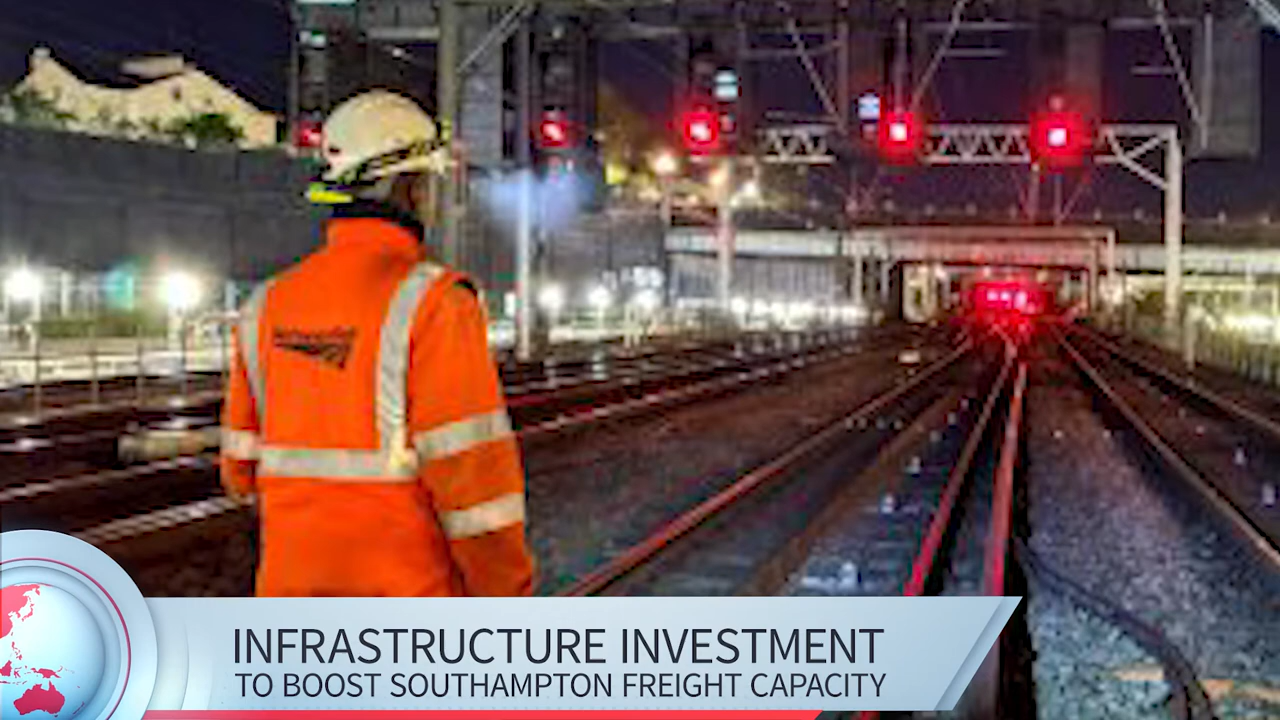 INFRASTRUCTURE INVESTMENT
TO BOOST SOUTHAMPTON FREIGHT CAPACITY